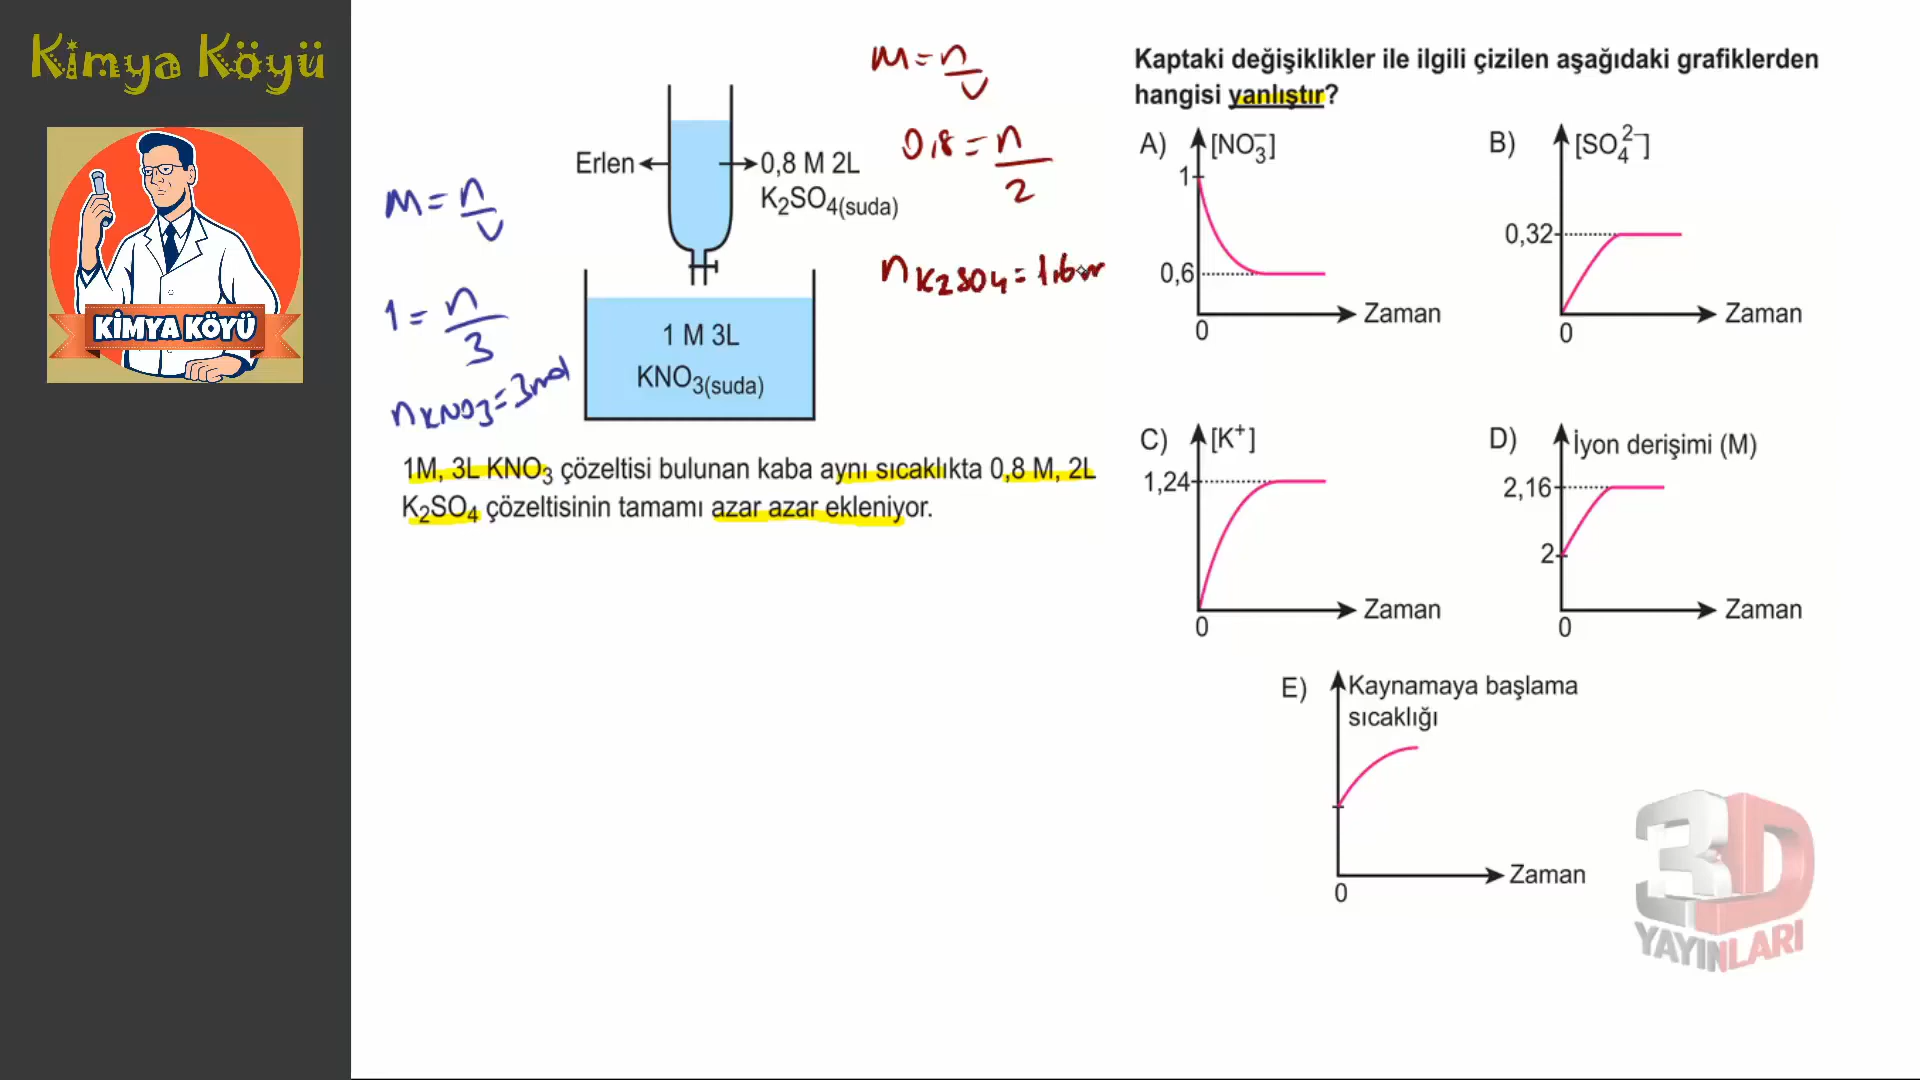 Kimya Köyü
KİMYA KÖYÜ
M = n/v
1 = n/3
nKNO3 = 3mol
Erlen
0,8 M 2L
K₂SO₄(suda)
1 M 3L
KNO₃(suda)
M = n/v
0,8 = n/2
nK2SO4 = 1,6
1M, 3L KNO₃ çözeltisi bulunan kaba aynı sıcaklıkta 0,8 M, 2L
K₂SO₄ çözeltisinin tamamı azar azar ekleniyor.
Kaptaki değişiklikler ile ilgili çizilen aşağıdaki grafiklerden
hangisi yanlıştır?
A) [NO₃⁻]
1
0,6
0
Zaman
B) [SO₄²⁻]
0,32
0
Zaman
C) [K⁺]
1,24
0
Zaman
D) İyon derişimi (M)
2,16
2
0
Zaman
E) Kaynamaya başlama
sıcaklığı
0
Zaman
3D
YAYINLARI